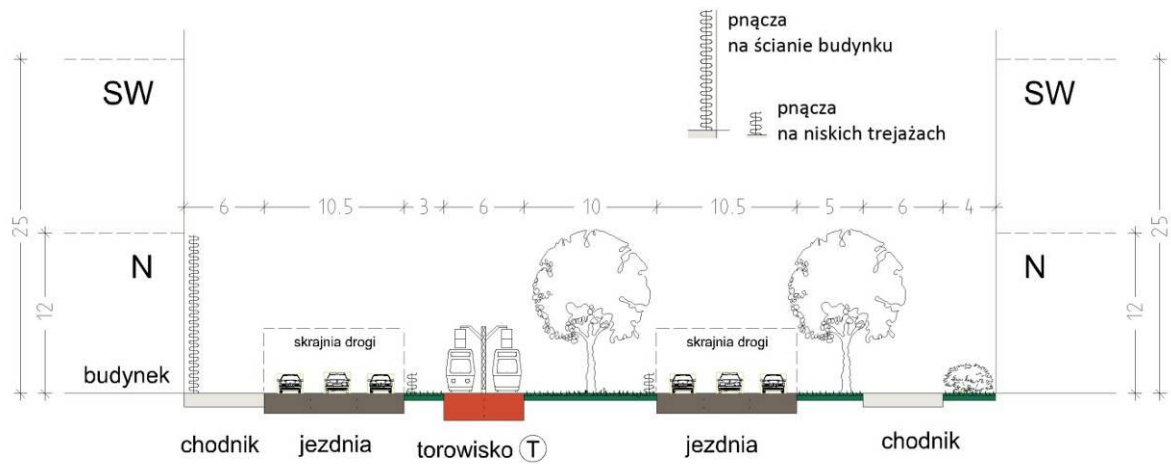 pnącza
na ścianie budynku
pnącza
na niskich trejażach
SW
SW
25
25
6 10.5 3 6 10 10.5 5 6 4
N
N
12
12
skrajnia drogi
skrajnia drogi
budynek
chodnik jezdnia torowisko T jezdnia chodnik